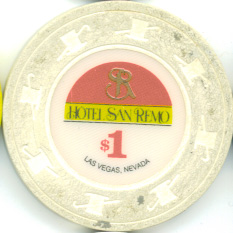 SR
HOTEL SAN REMO
$1
LAS VEGAS, NEVADA